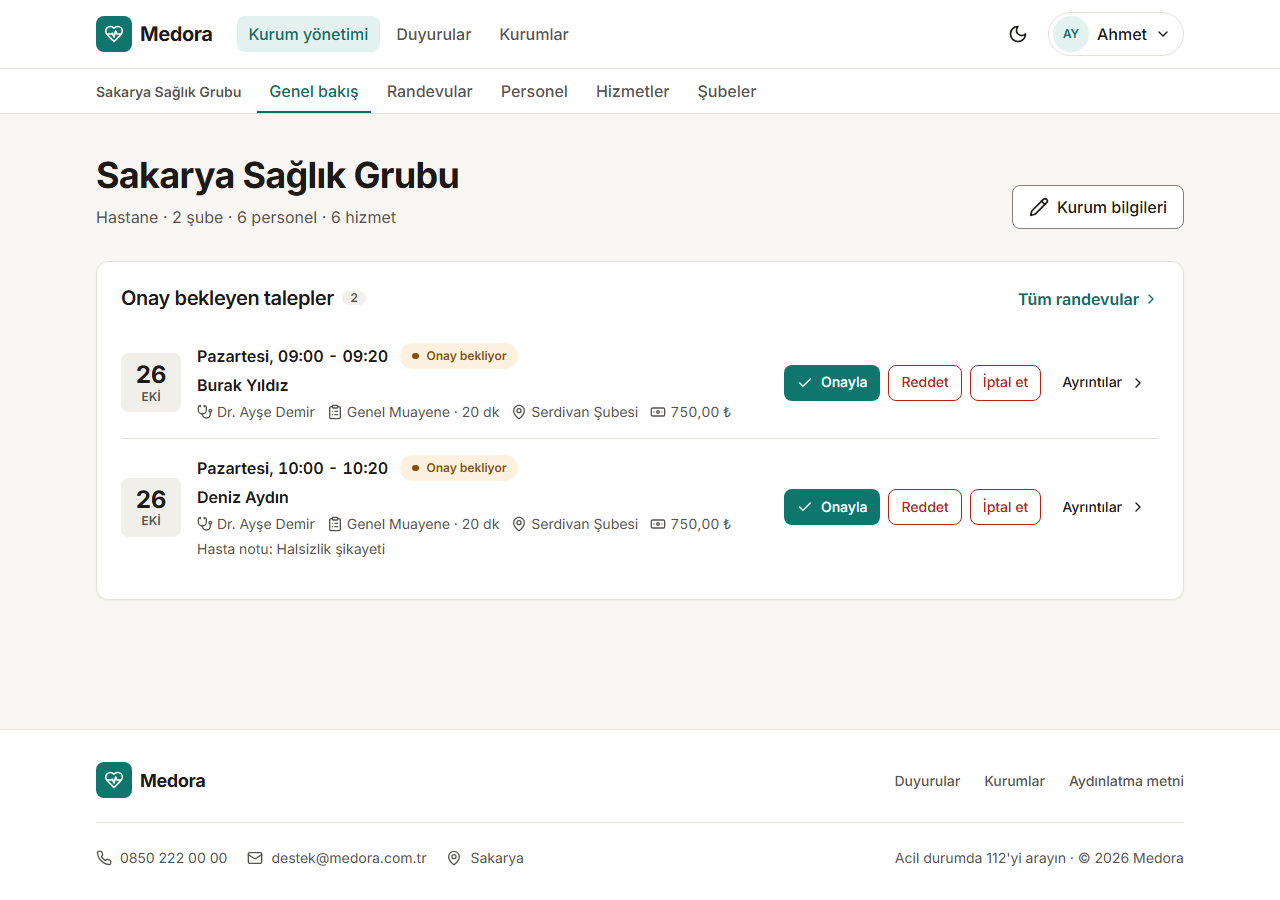 Medora Kurum yönetimi Duyurular Kurumlar AY Ahmet
Sakarya Sağlık Grubu Genel bakış Randevular Personel Hizmetler Şubeler
Sakarya Sağlık Grubu
Hastane · 2 şube · 6 personel · 6 hizmet
Kurum bilgileri
Onay bekleyen talepler 2 Tüm randevular
26 EKİ
Pazartesi, 09:00 - 09:20 Onay bekliyor
Burak Yıldız
Dr. Ayşe Demir Genel Muayene · 20 dk Serdivan Şubesi 750,00 ₺
Onayla Reddet İptal et Ayrıntılar
26 EKİ
Pazartesi, 10:00 - 10:20 Onay bekliyor
Deniz Aydın
Dr. Ayşe Demir Genel Muayene · 20 dk Serdivan Şubesi 750,00 ₺
Hasta notu: Halsizlik şikayeti
Onayla Reddet İptal et Ayrıntılar
Medora Duyurular Kurumlar Aydınlatma metni
0850 222 00 00 destek@medora.com.tr Sakarya Acil durumda 112'yi arayın · © 2026 Medora